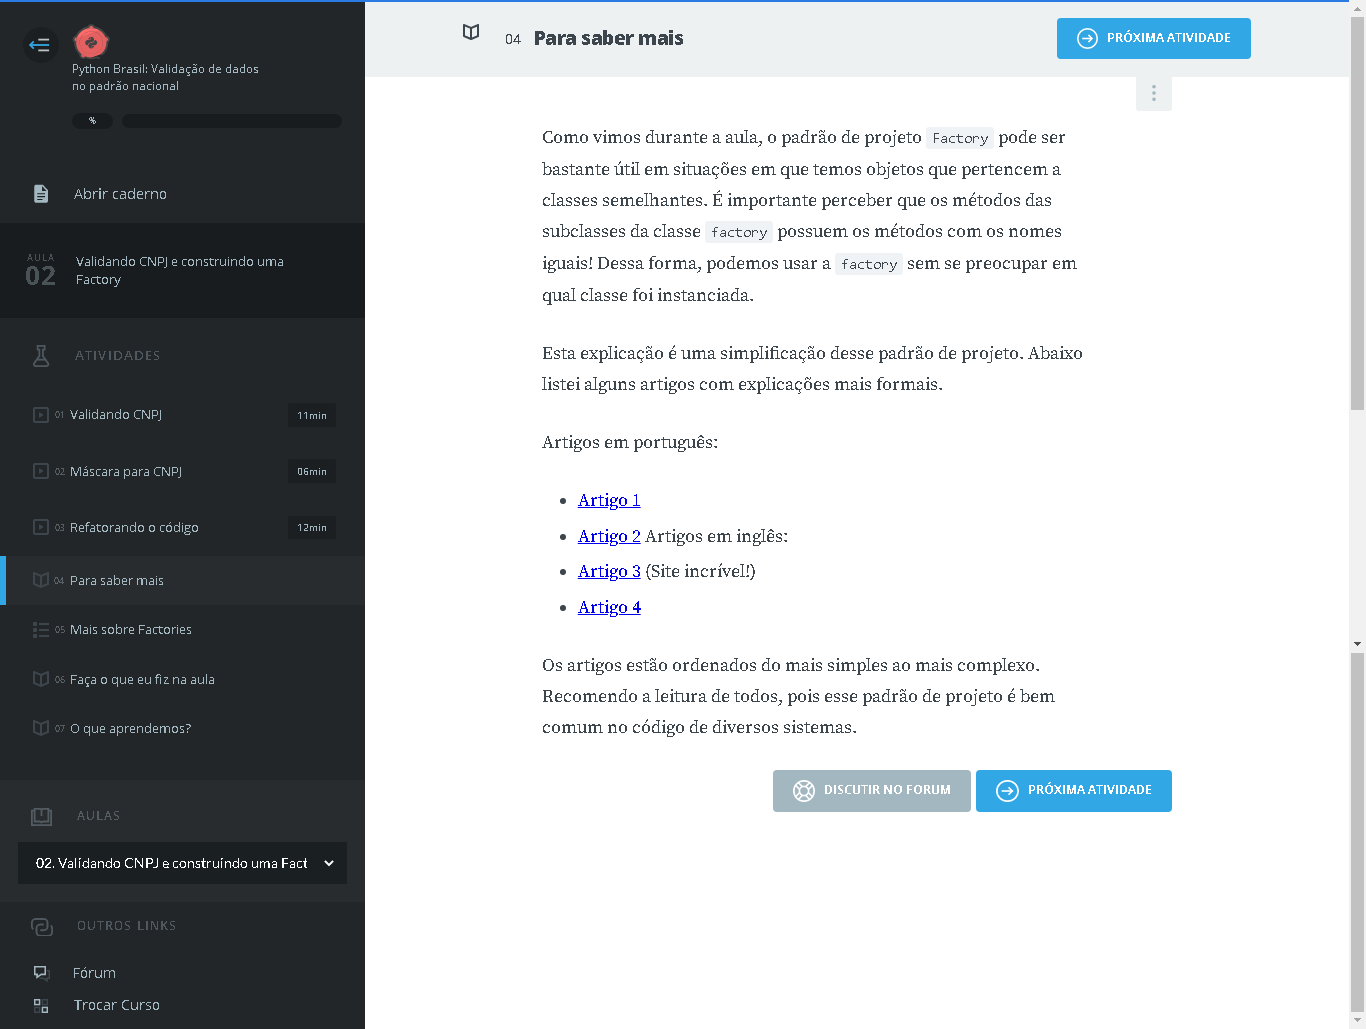 Python Brasil: Validação de dados
no padrão nacional
%
Abrir caderno
AULA
02
Validando CNPJ e construindo uma
Factory
ATIVIDADES
01 Validando CNPJ 11min
02 Máscara para CNPJ 06min
03 Refatorando o código 12min
04 Para saber mais
05 Mais sobre Factories
06 Faça o que eu fiz na aula
07 O que aprendemos?
AULAS
02. Validando CNPJ e construindo uma Fact
OUTROS LINKS
Fórum
Trocar Curso
04 Para saber mais
PRÓXIMA ATIVIDADE
Como vimos durante a aula, o padrão de projeto Factory pode ser
bastante útil em situações em que temos objetos que pertencem a
classes semelhantes. É importante perceber que os métodos das
subclasses da classe factory possuem os métodos com os nomes
iguais! Dessa forma, podemos usar a factory sem se preocupar em
qual classe foi instanciada.
Esta explicação é uma simplificação desse padrão de projeto. Abaixo
listei alguns artigos com explicações mais formais.
Artigos em português:
• Artigo 1
• Artigo 2 Artigos em inglês:
• Artigo 3 (Site incrível!)
• Artigo 4
Os artigos estão ordenados do mais simples ao mais complexo.
Recomendo a leitura de todos, pois esse padrão de projeto é bem
comum no código de diversos sistemas.
DISCUTIR NO FORUM
PRÓXIMA ATIVIDADE